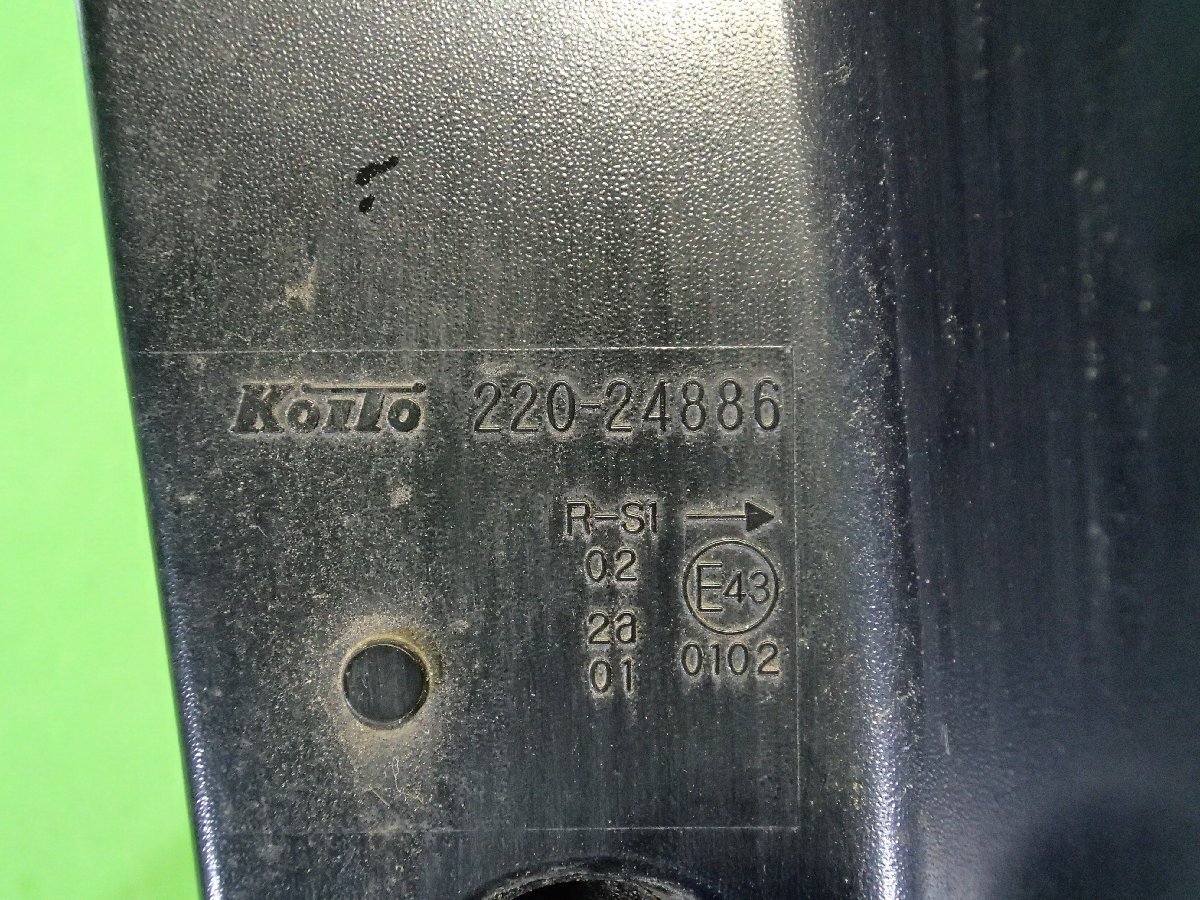 KoiTo 220-24886
R-S1 →
02
E43
2a
01 0102